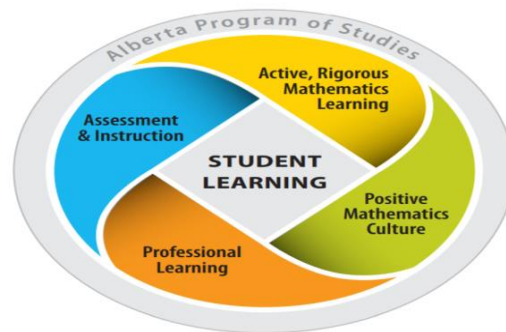 Alberta Program of Studies
Active, Rigorous
Mathematics
Learning
Assessment
& Instruction
STUDENT
LEARNING
Positive
Mathematics
Culture
Professional
Learning